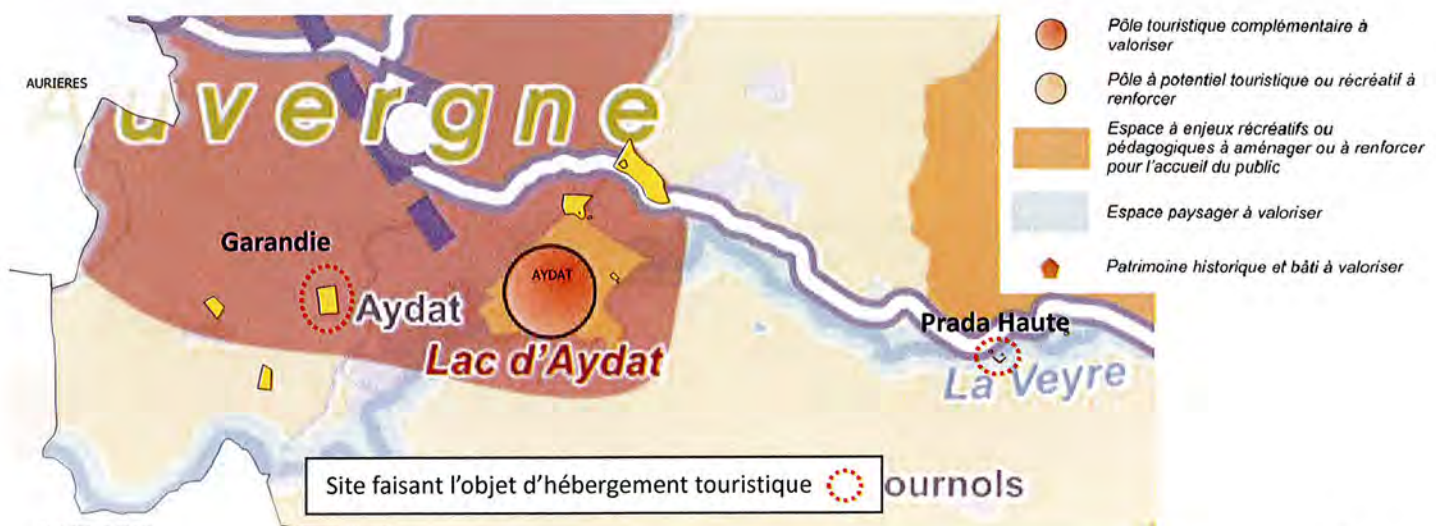 AURIERES
Auvergne
Garandie
AYDAT
Aydat
Lac d'Aydat
Prada Haute
La Veyre
ournols
Site faisant l'objet d'hébergement touristique
Pôle touristique complémentaire à
valoriser
Pôle à potentiel touristique ou récréatif à
renforcer
Espace à enjeux récréatifs ou
pédagogiques à aménager ou à renforcer
pour l'accueil du public
Espace paysager à valoriser
Patrimoine historique et bâti à valoriser